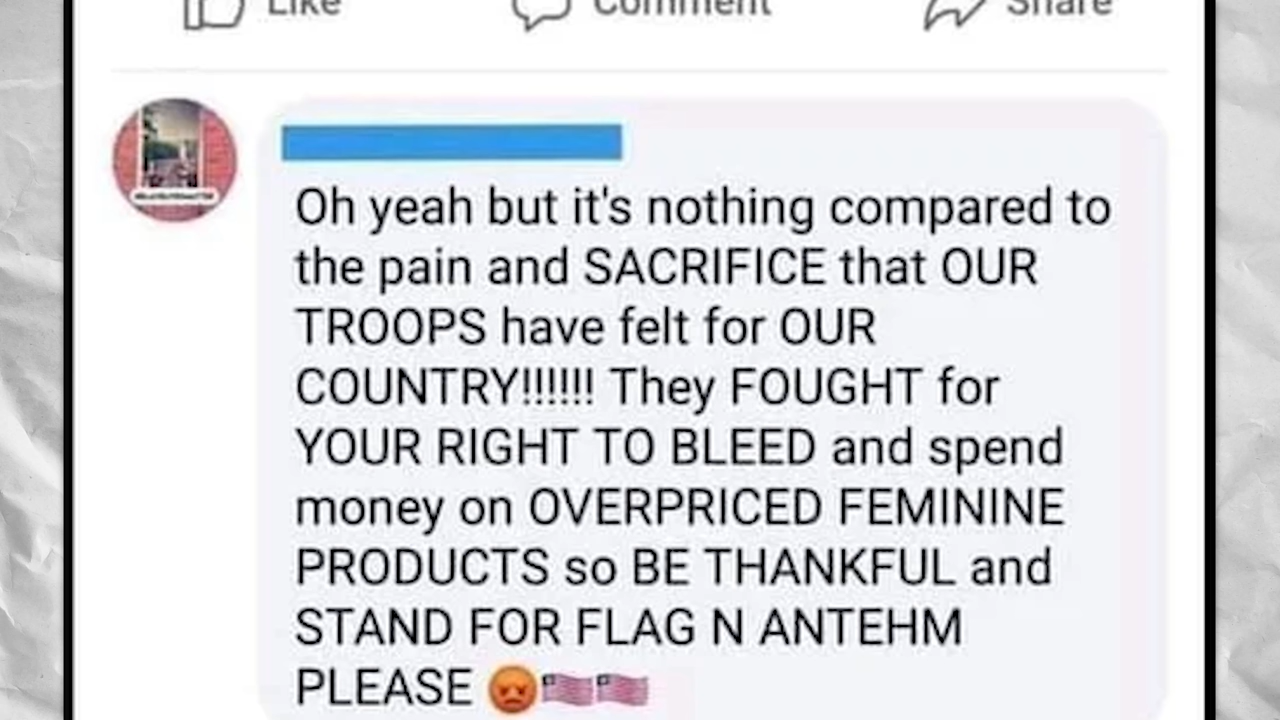 Like Comment Share
Oh yeah but it's nothing compared to
the pain and SACRIFICE that OUR
TROOPS have felt for OUR
COUNTRY!!!!!! They FOUGHT for
YOUR RIGHT TO BLEED and spend
money on OVERPRICED FEMININE
PRODUCTS so BE THANKFUL and
STAND FOR FLAG N ANTEHM
PLEASE 😡🇱🇷🇱🇷